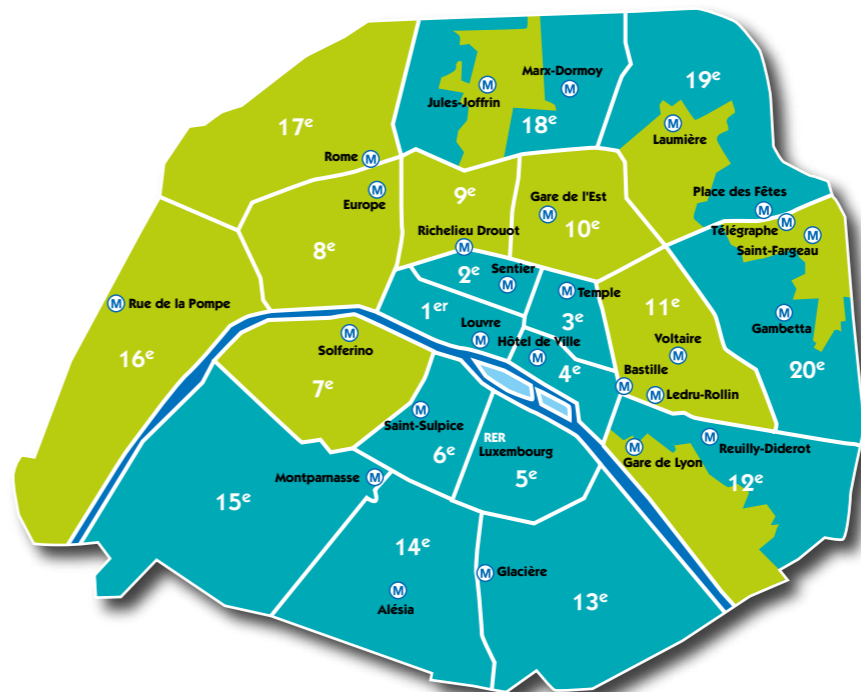 Marx-Dormoy
M
19e
Jules-Joffrin
M
18e
17e
M
Laumière
Rome
M
Europe
M
9e
Gare de l'Est
M
10e
Place des Fêtes
M
Télégraphe
M
Saint-Fargeau
M
8e
Richelieu Drouot
M
2e
Sentier
M
M
Temple
3e
11e
M
Rue de la Pompe
16e
1er
Louvre
M
Hôtel de Ville
M
4e
Voltaire
M
M
Gambetta
20e
M
Solferino
7e
Bastille
M
M
Ledru-Rollin
M
Saint-Sulpice
6e
RER
Luxembourg
5e
M
Gare de Lyon
M
Reuilly-Diderot
12e
Montparnasse
M
15e
14e
M
Glacière
13e
M
Alésia